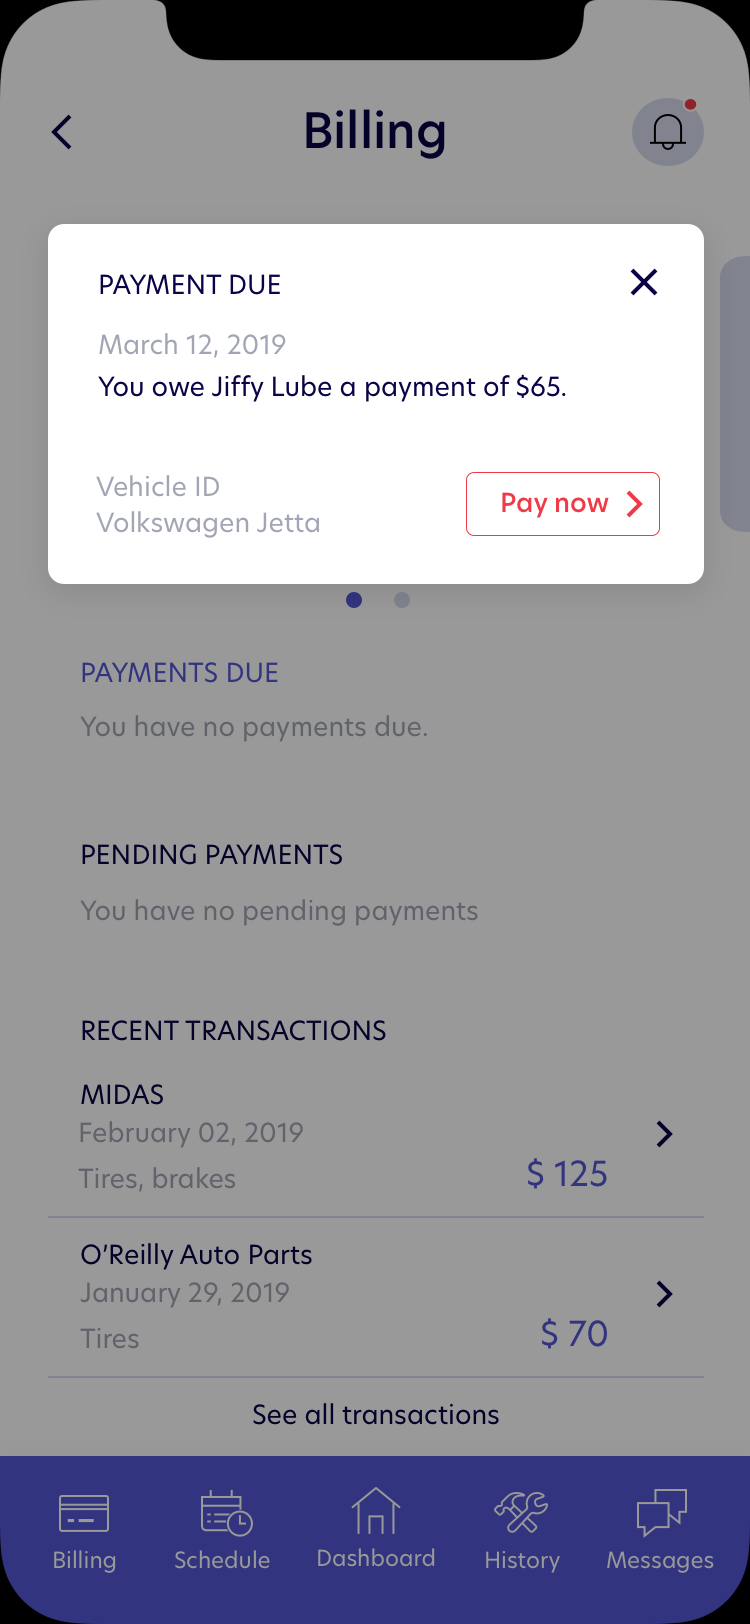 Billing
PAYMENT DUE
March 12, 2019
You owe Jiffy Lube a payment of $65.
Vehicle ID
Volkswagen Jetta
Pay now
PAYMENTS DUE
You have no payments due.
PENDING PAYMENTS
You have no pending payments
RECENT TRANSACTIONS
MIDAS
February 02, 2019
Tires, brakes
$ 125
O’Reilly Auto Parts
January 29, 2019
Tires
$ 70
See all transactions
Billing
Schedule
Dashboard
History
Messages